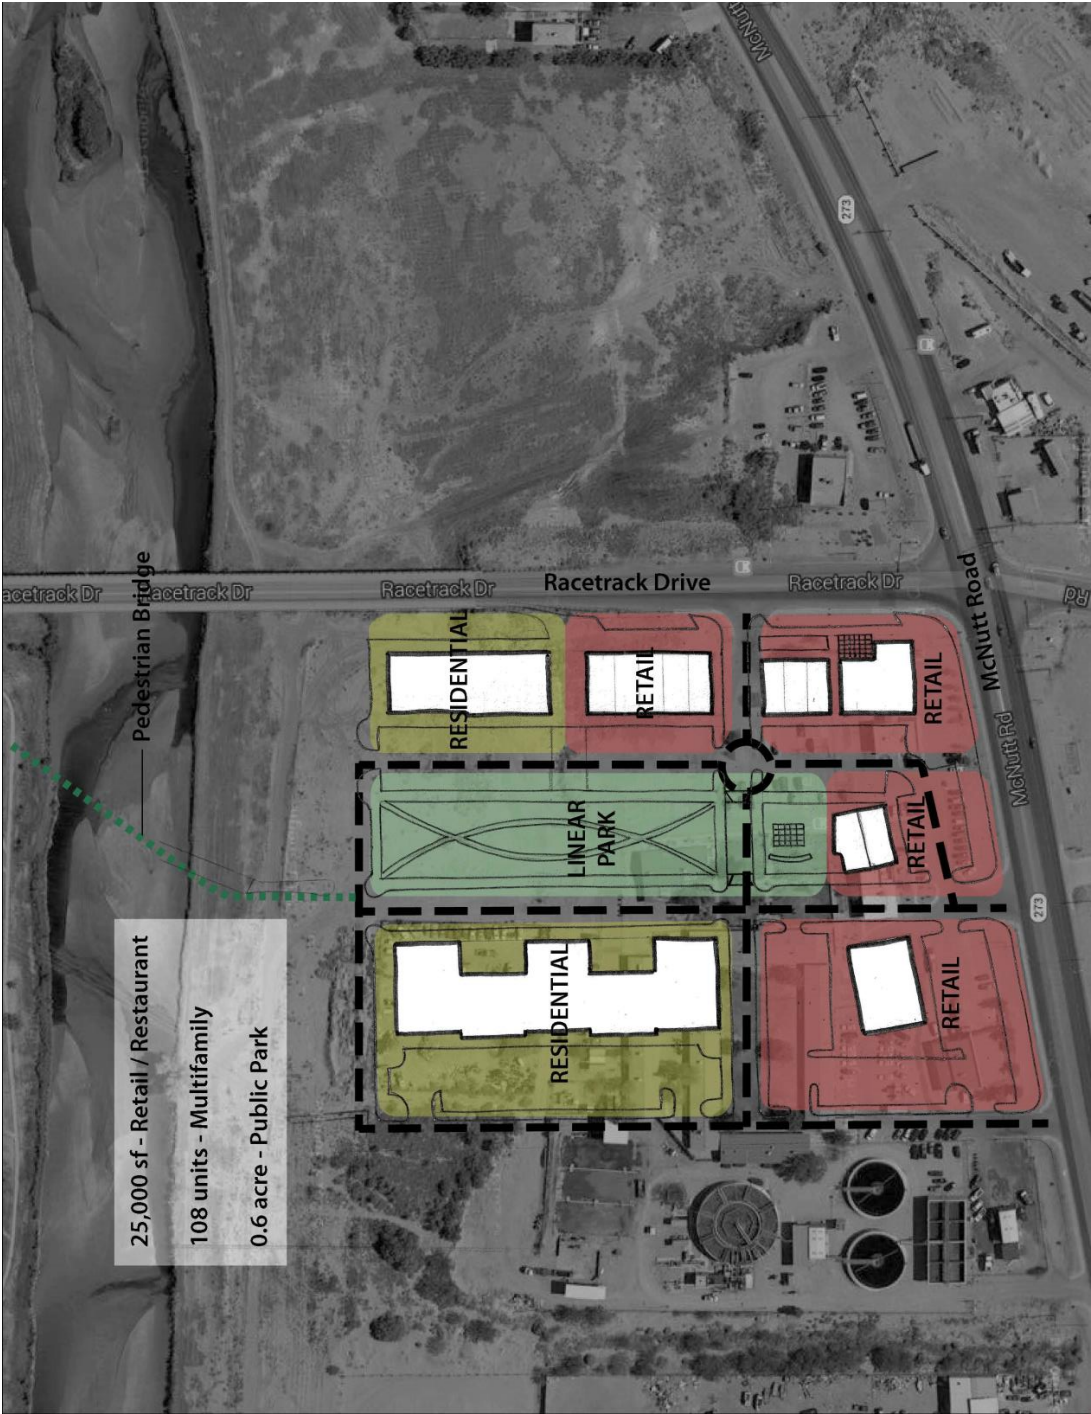 McNutt
273
Racetrack Dr
Racetrack Dr
Racetrack Drive
Racetrack Dr
Rd
Pedestrian Bridge
McNutt Road
McNutt Rd
273
RESIDENTIAL
RETAIL
RETAIL
LINEAR
PARK
RETAIL
RESIDENTIAL
RETAIL
25,000 sf - Retail / Restaurant
108 units - Multifamily
0.6 acre - Public Park